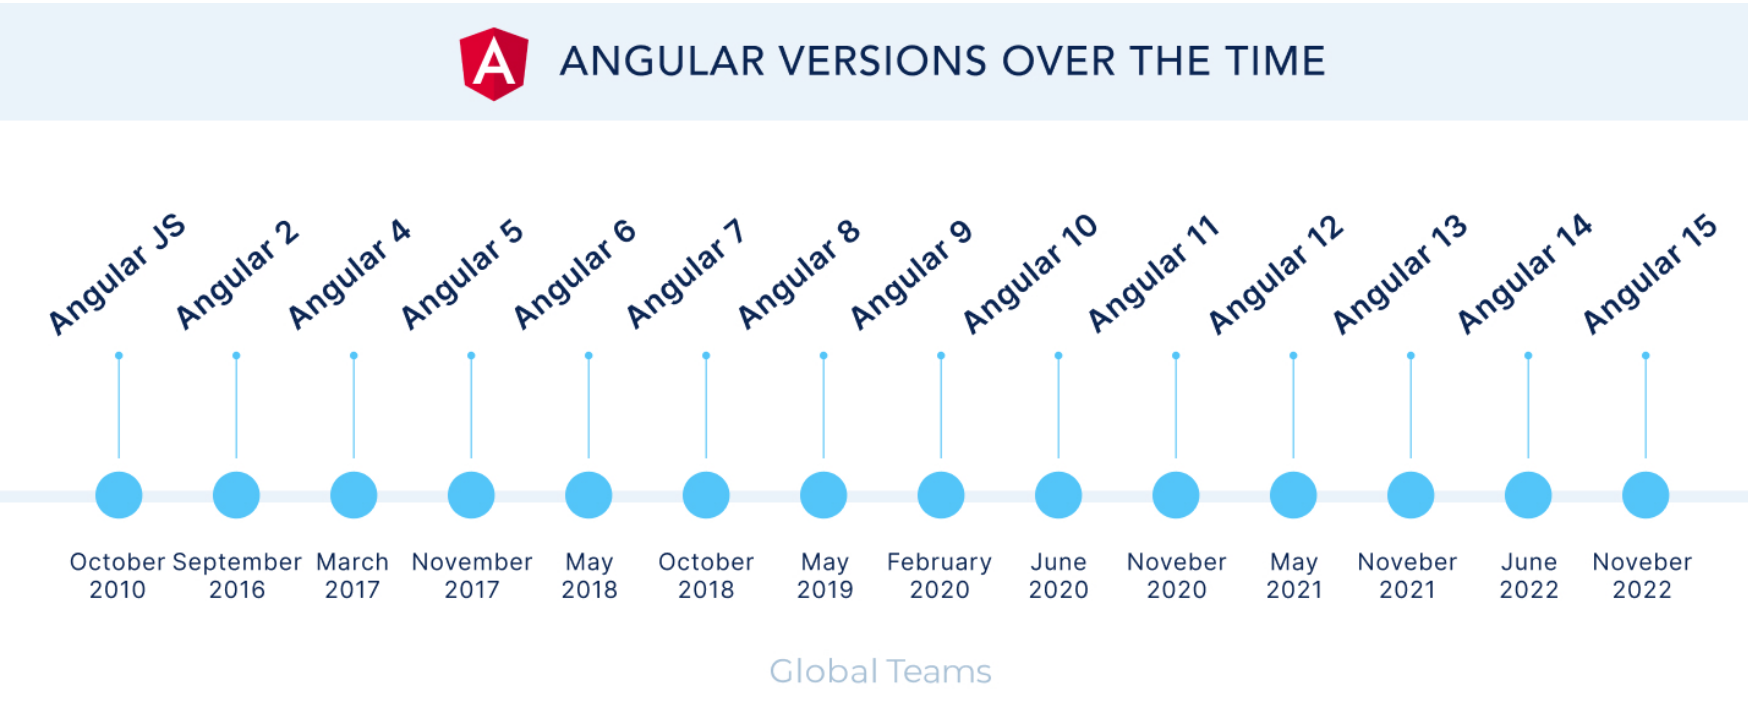 A ANGULAR VERSIONS OVER THE TIME
Angular JS
Angular 2
Angular 4
Angular 5
Angular 6
Angular 7
Angular 8
Angular 9
Angular 10
Angular 11
Angular 12
Angular 13
Angular 14
Angular 15
October
2010
September
2016
March
2017
November
2017
May
2018
October
2018
May
2019
February
2020
June
2020
Noveber
2020
May
2021
Noveber
2021
June
2022
Noveber
2022
Global Teams